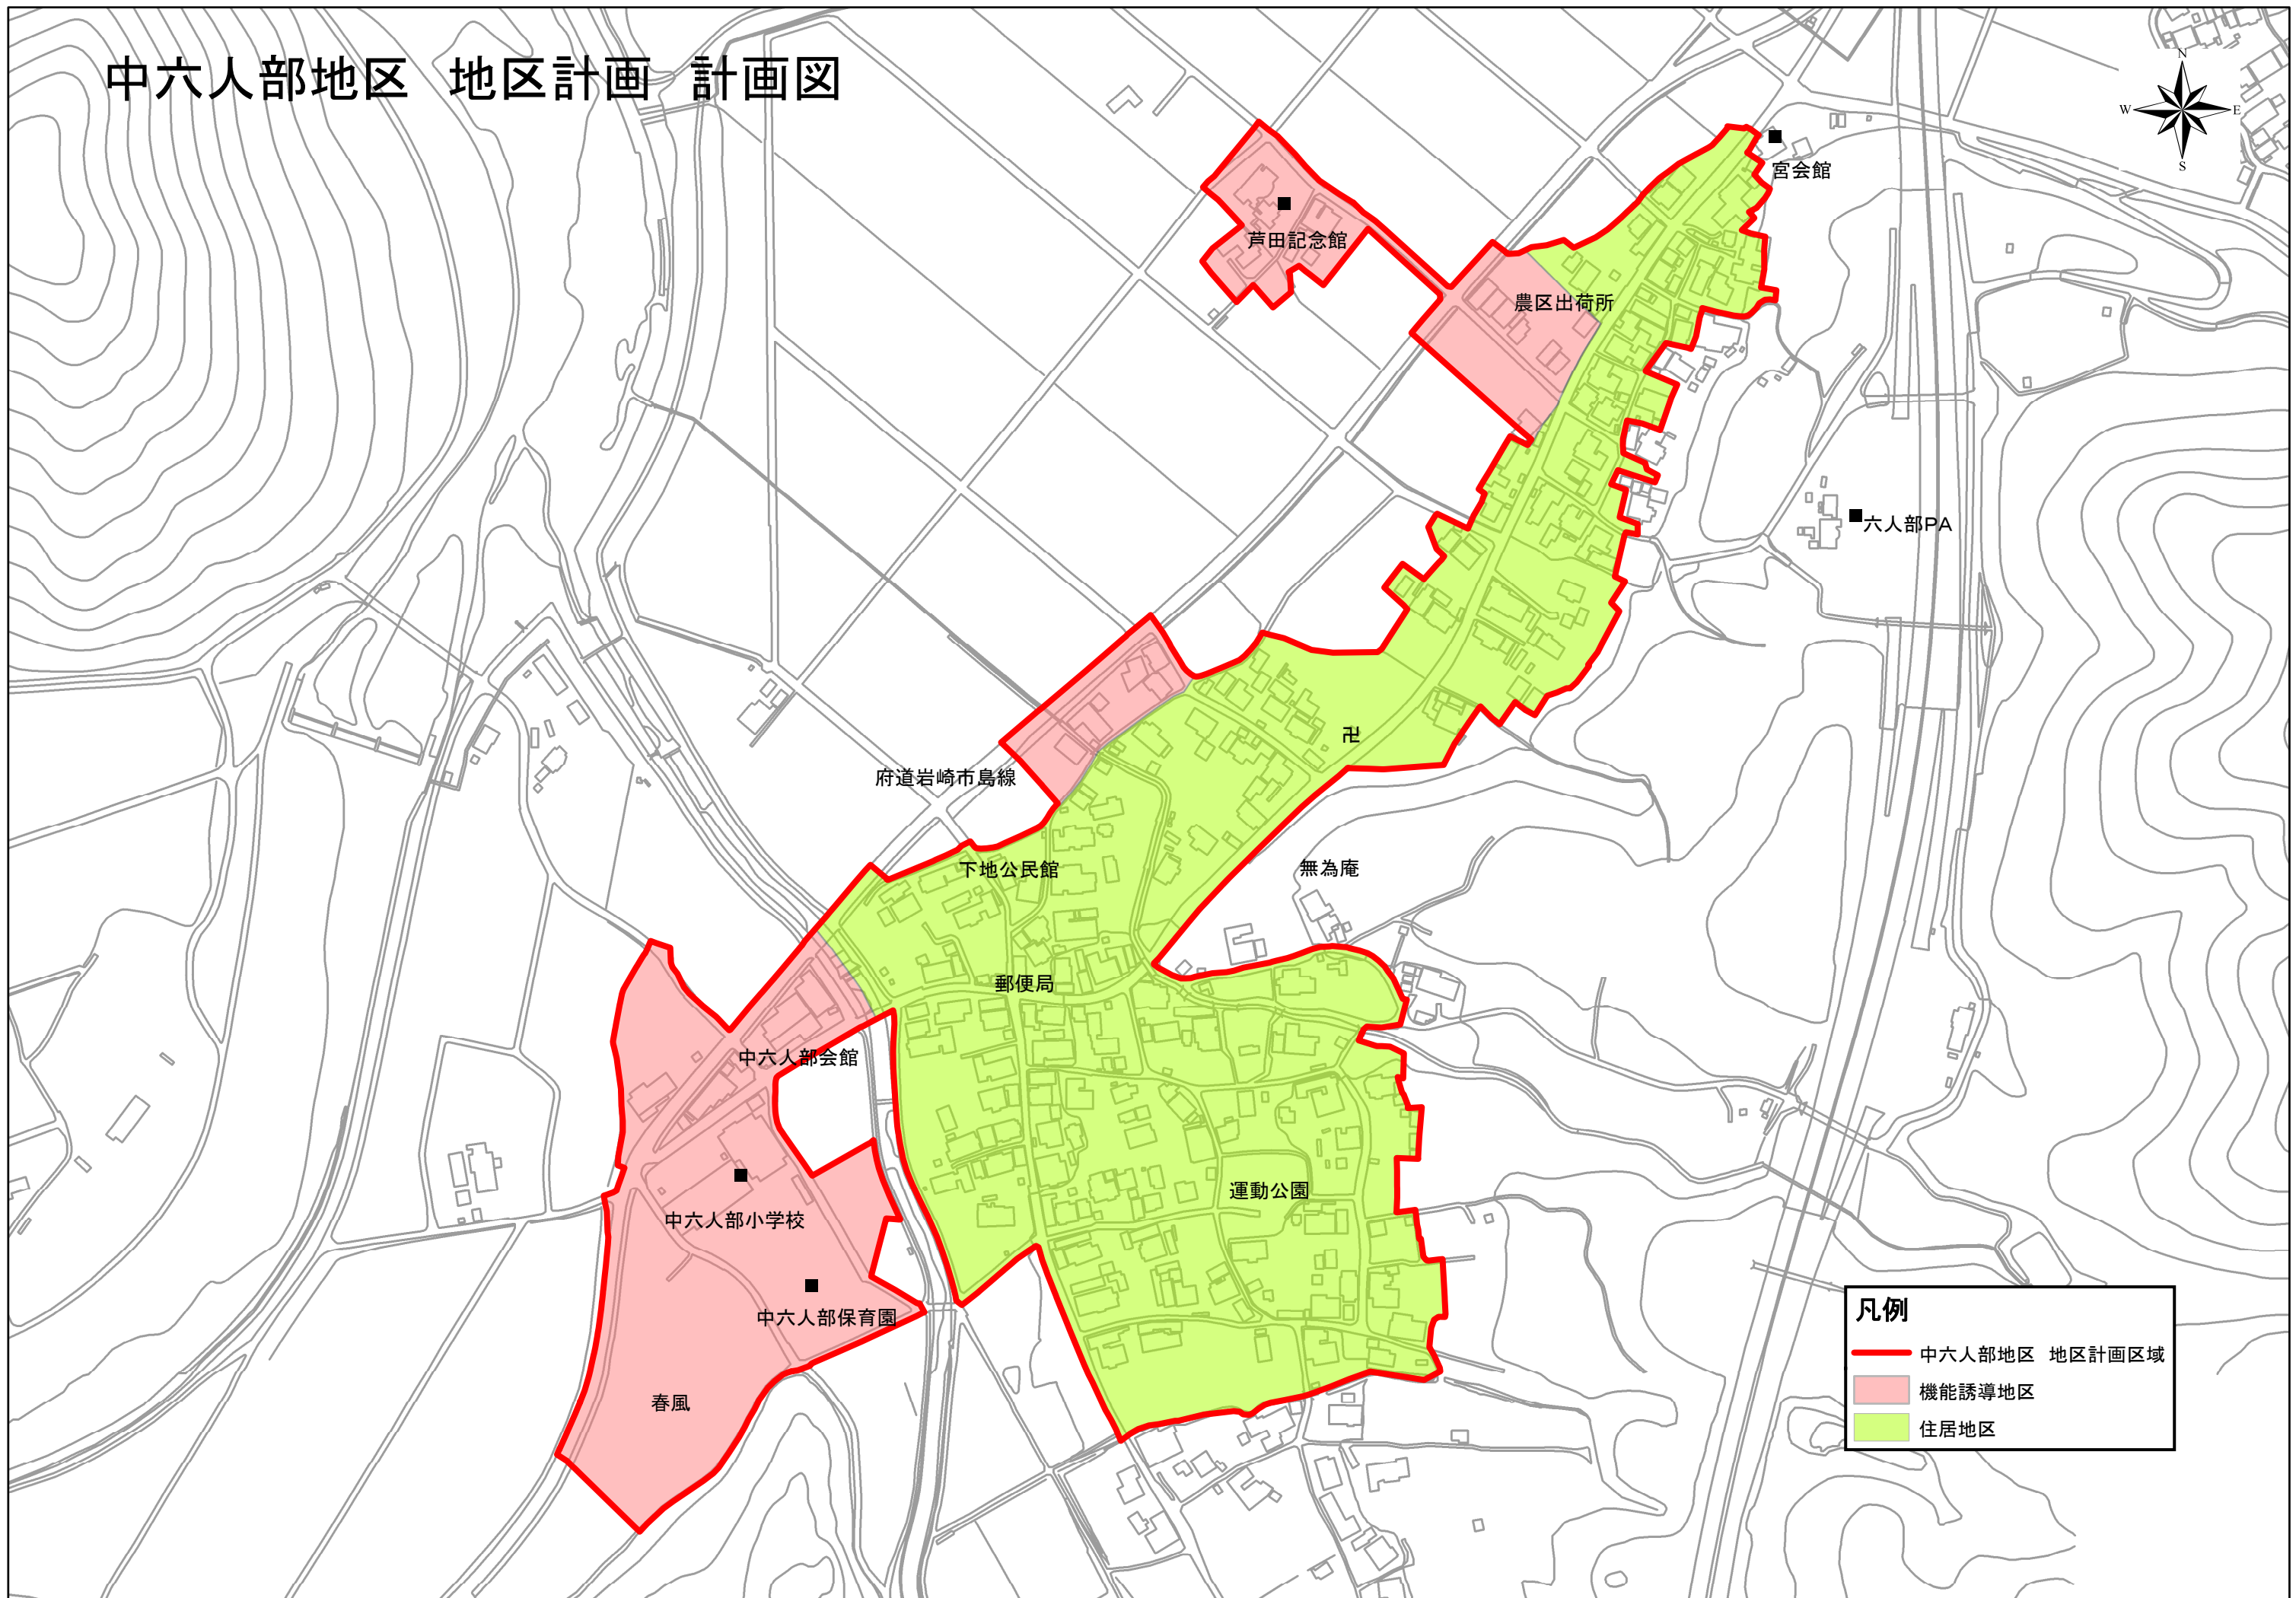 中六人部地区　地区計画　計画図
N
W
E
S
宮会館
芦田記念館
農区出荷所
六人部PA
卍
府道岩崎市島線
下地公民館
無為庵
郵便局
中六人部会館
運動公園
中六人部小学校
中六人部保育園
春風
凡例
中六人部地区　地区計画区域
機能誘導地区
住居地区